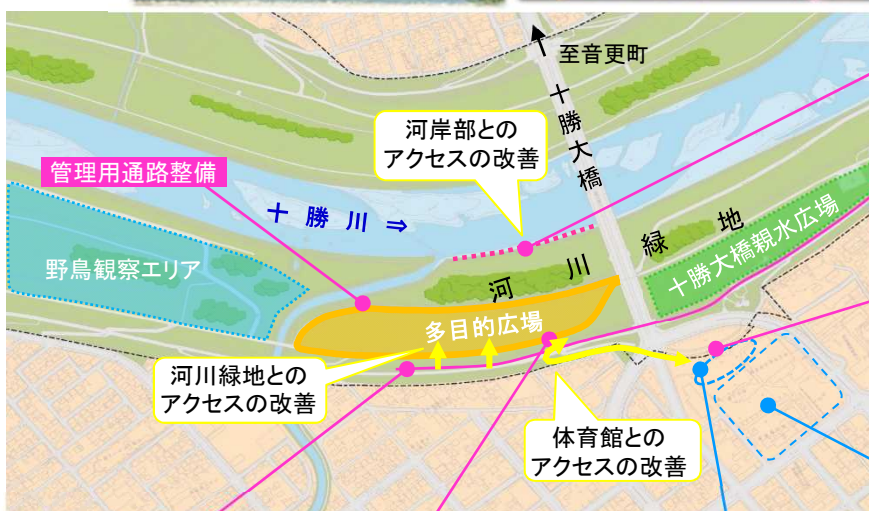 至音更町
十勝大橋
河岸部との
アクセスの改善
管理用通路整備
十勝川⇒
河川緑地
野鳥観察エリア
十勝大橋親水広場
多目的広場
河川緑地との
アクセスの改善
体育館との
アクセスの改善